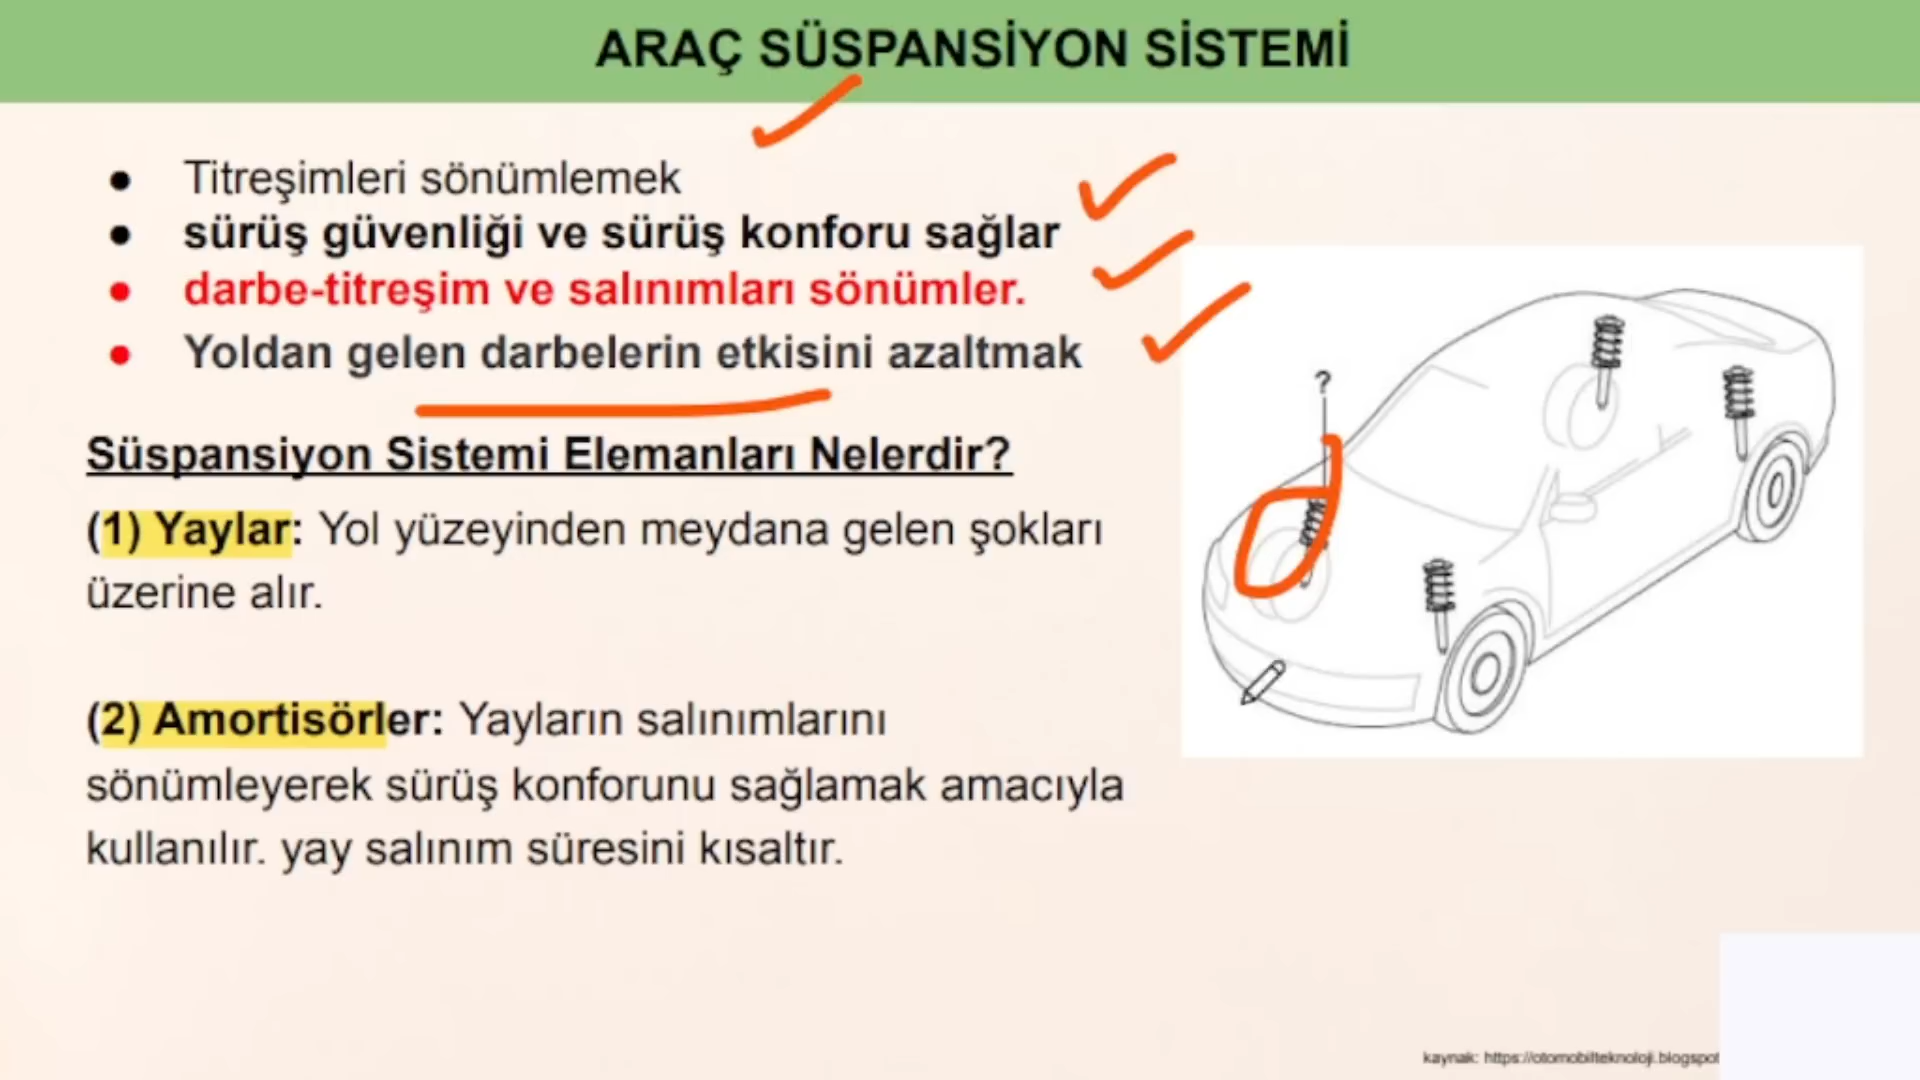 ARAÇ SÜSPANSİYON SİSTEMİ
● Titreşimleri sönümlemek
● sürüş güvenliği ve sürüş konforu sağlar
● darbe-titreşim ve salınımları sönümler.
● Yoldan gelen darbelerin etkisini azaltmak
?
Süspansiyon Sistemi Elemanları Nelerdir?
(1) Yaylar: Yol yüzeyinden meydana gelen şokları
üzerine alır.
(2) Amortisörler: Yayların salınımlarını
sönümleyerek sürüş konforunu sağlamak amacıyla
kullanılır. yay salınım süresini kısaltır.
kaynak: https://otomobilteknoloji.blogspot